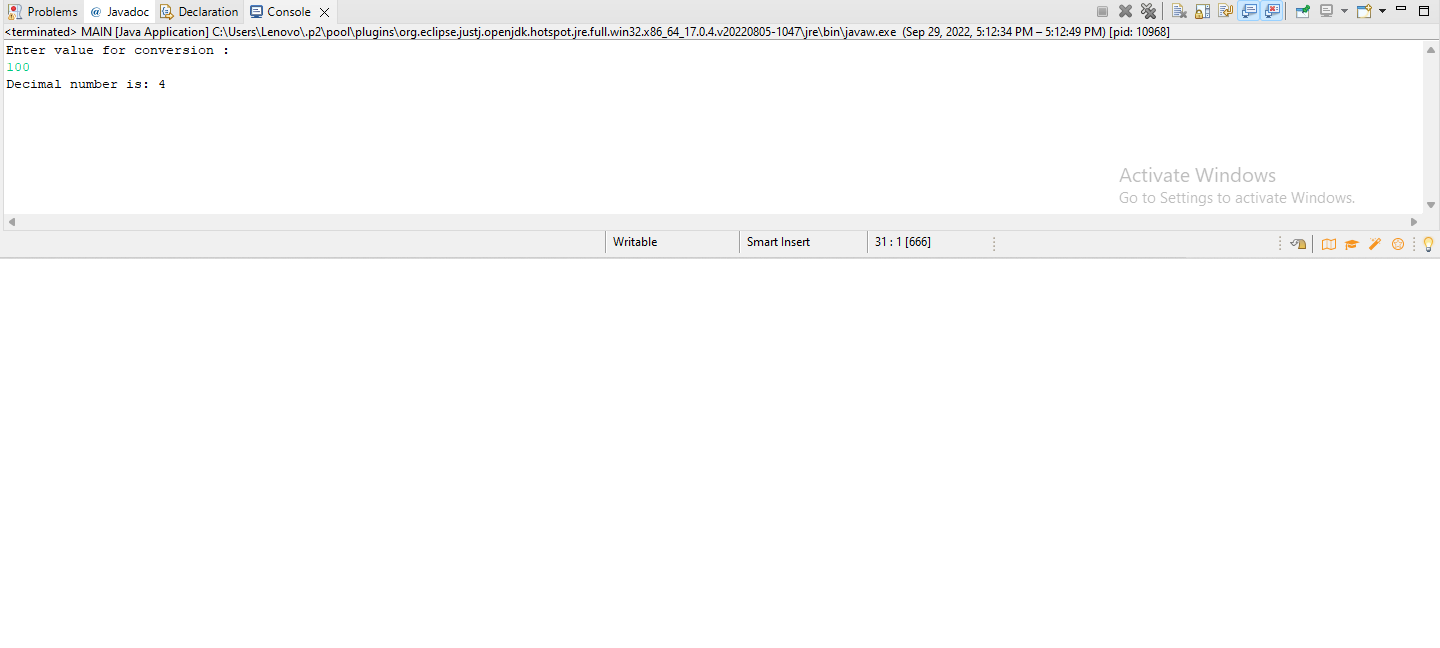 Problems @ Javadoc Declaration Console
<terminated> MAIN [Java Application] C:\Users\Lenovo\.p2\pool\plugins\org.eclipse.justj.openjdk.hotspot.jre.full.win32.x86_64_17.0.4.v20220805-1047\jre\bin\javaw.exe (Sep 29, 2022, 5:12:34 PM – 5:12:49 PM) [pid: 10968]
Enter value for conversion :
100
Decimal number is: 4
Activate Windows
Go to Settings to activate Windows.
Writable Smart Insert 31 : 1 [666]